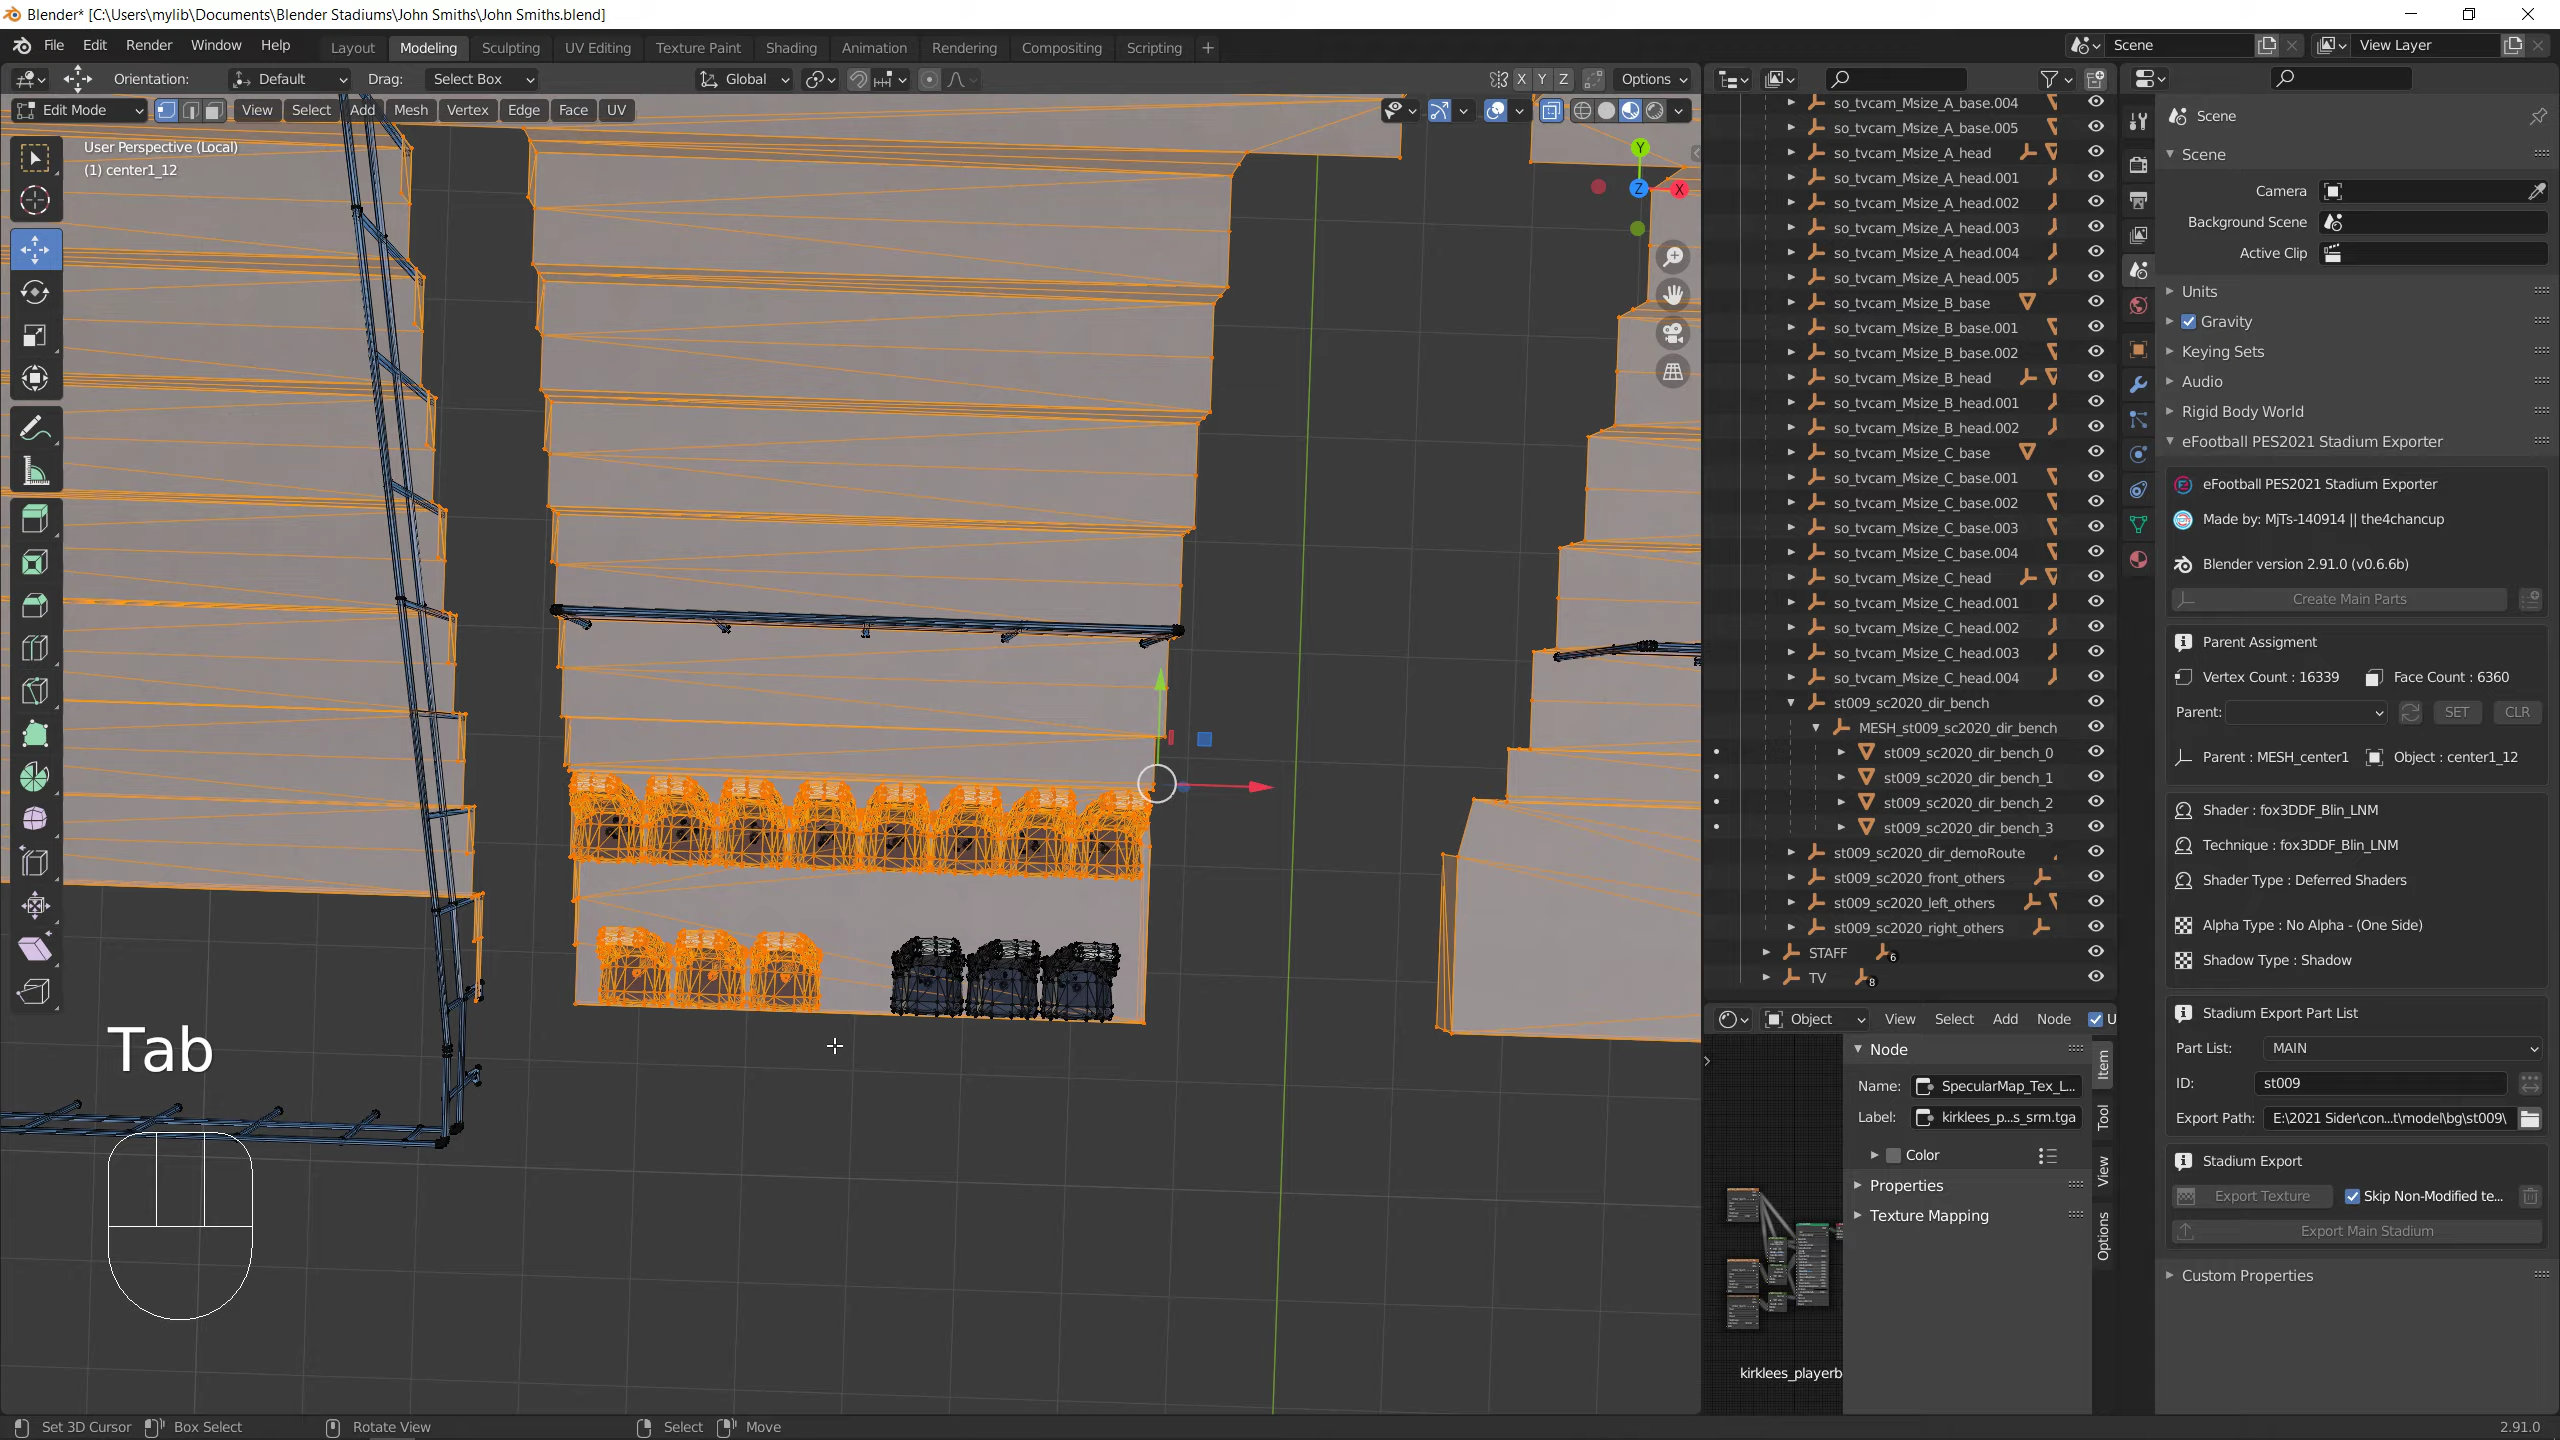 Blender* [C:\Users\mylib\Documents\Blender Stadiums\John Smiths\John Smiths.blend]
File Edit Render Window Help
Layout Modeling Sculpting UV Editing Texture Paint Shading Animation Rendering Compositing Scripting +
Scene
View Layer
Orientation: Default Drag: Select Box
Global
X Y Z Options
Edit Mode View Select Add Mesh Vertex Edge Face UV
User Perspective (Local)
(1) center1_12
Y
Z
X
Tab
so_tvcam_Msize_A_base.004
so_tvcam_Msize_A_base.005
so_tvcam_Msize_A_head
so_tvcam_Msize_A_head.001
so_tvcam_Msize_A_head.002
so_tvcam_Msize_A_head.003
so_tvcam_Msize_A_head.004
so_tvcam_Msize_A_head.005
so_tvcam_Msize_B_base
so_tvcam_Msize_B_base.001
so_tvcam_Msize_B_base.002
so_tvcam_Msize_B_head
so_tvcam_Msize_B_head.001
so_tvcam_Msize_B_head.002
so_tvcam_Msize_C_base
so_tvcam_Msize_C_base.001
so_tvcam_Msize_C_base.002
so_tvcam_Msize_C_base.003
so_tvcam_Msize_C_base.004
so_tvcam_Msize_C_head
so_tvcam_Msize_C_head.001
so_tvcam_Msize_C_head.002
so_tvcam_Msize_C_head.003
so_tvcam_Msize_C_head.004
st009_sc2020_dir_bench
MESH_st009_sc2020_dir_bench
st009_sc2020_dir_bench_0
st009_sc2020_dir_bench_1
st009_sc2020_dir_bench_2
st009_sc2020_dir_bench_3
st009_sc2020_dir_demoRoute
st009_sc2020_front_others
st009_sc2020_left_others
st009_sc2020_right_others
STAFF 6
TV 8
Object View Select Add Node U
Node
Name: SpecularMap_Tex_L...
Label: kirklees_p...s_srm.tga
Color
Properties
Texture Mapping
Item
Tool
View
Options
kirklees_playerb
Scene
Scene
Camera
Background Scene
Active Clip
Units
Gravity
Keying Sets
Audio
Rigid Body World
eFootball PES2021 Stadium Exporter
eFootball PES2021 Stadium Exporter
Made by: MjTs-140914 || the4chancup
Blender version 2.91.0 (v0.6.6b)
Create Main Parts
Parent Assigment
Vertex Count : 16339 Face Count : 6360
Parent: SET CLR
Parent : MESH_center1 Object : center1_12
Shader : fox3DDF_Blin_LNM
Technique : fox3DDF_Blin_LNM
Shader Type : Deferred Shaders
Alpha Type : No Alpha - (One Side)
Shadow Type : Shadow
Stadium Export Part List
Part List: MAIN
ID: st009
Export Path: E:\2021 Sider\con...t\model\bg\st009\
Stadium Export
Export Texture Skip Non-Modified te...
Export Main Stadium
Custom Properties
Set 3D Cursor Box Select Rotate View Select Move 2.91.0